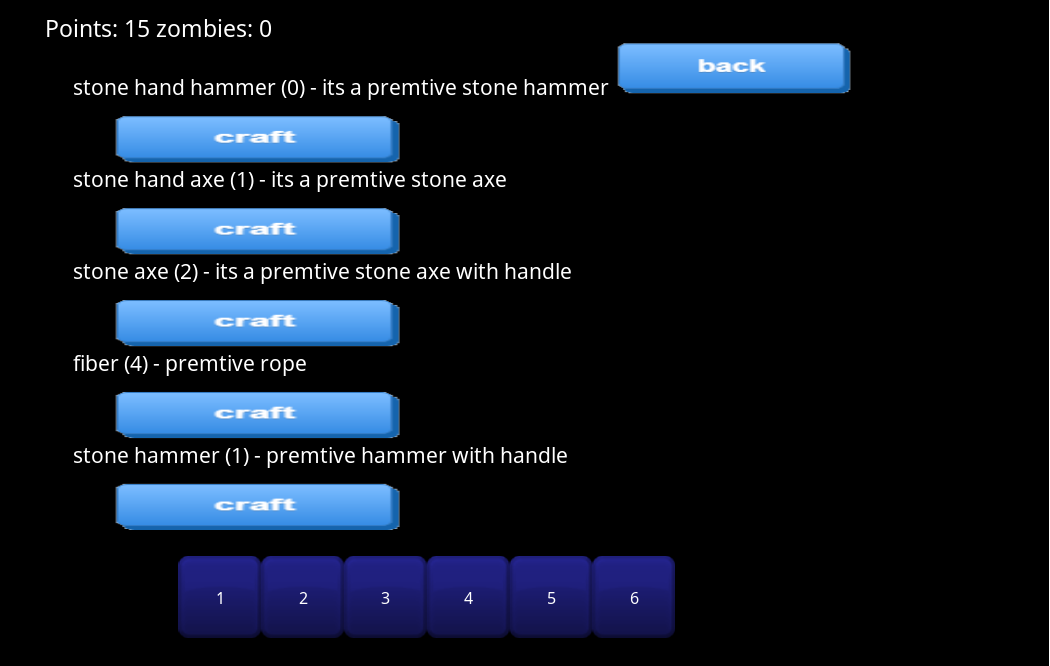 Points: 15 zombies: 0
back
stone hand hammer (0) - its a premtive stone hammer
craft
stone hand axe (1) - its a premtive stone axe
craft
stone axe (2) - its a premtive stone axe with handle
craft
fiber (4) - premtive rope
craft
stone hammer (1) - premtive hammer with handle
craft
1 2 3 4 5 6